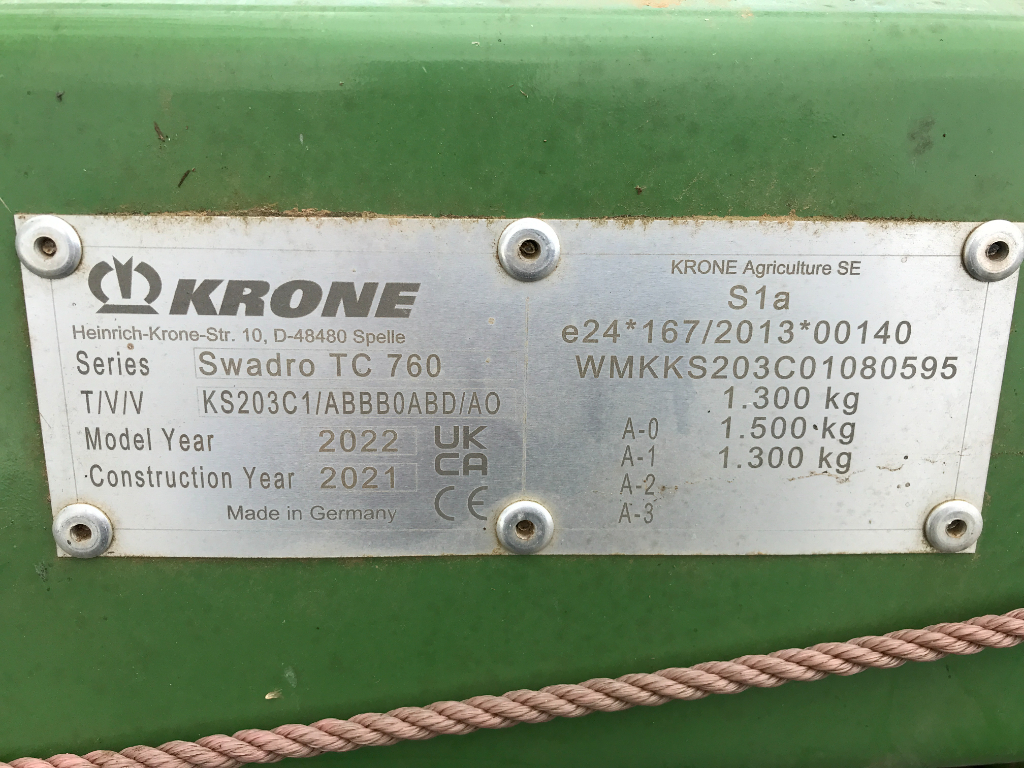 KRONE
Heinrich-Krone-Str. 10, D-48480 Spelle
Series Swadro TC 760
T/V/V KS203C1/ABBB0ABD/AO
Model Year 2022
Construction Year 2021
UK
CA
CE
Made in Germany
KRONE Agriculture SE
S1a
e24*167/2013*00140
WMKKS203C01080595
1.300 kg
A-0 1.500 kg
A-1 1.300 kg
A-2
A-3